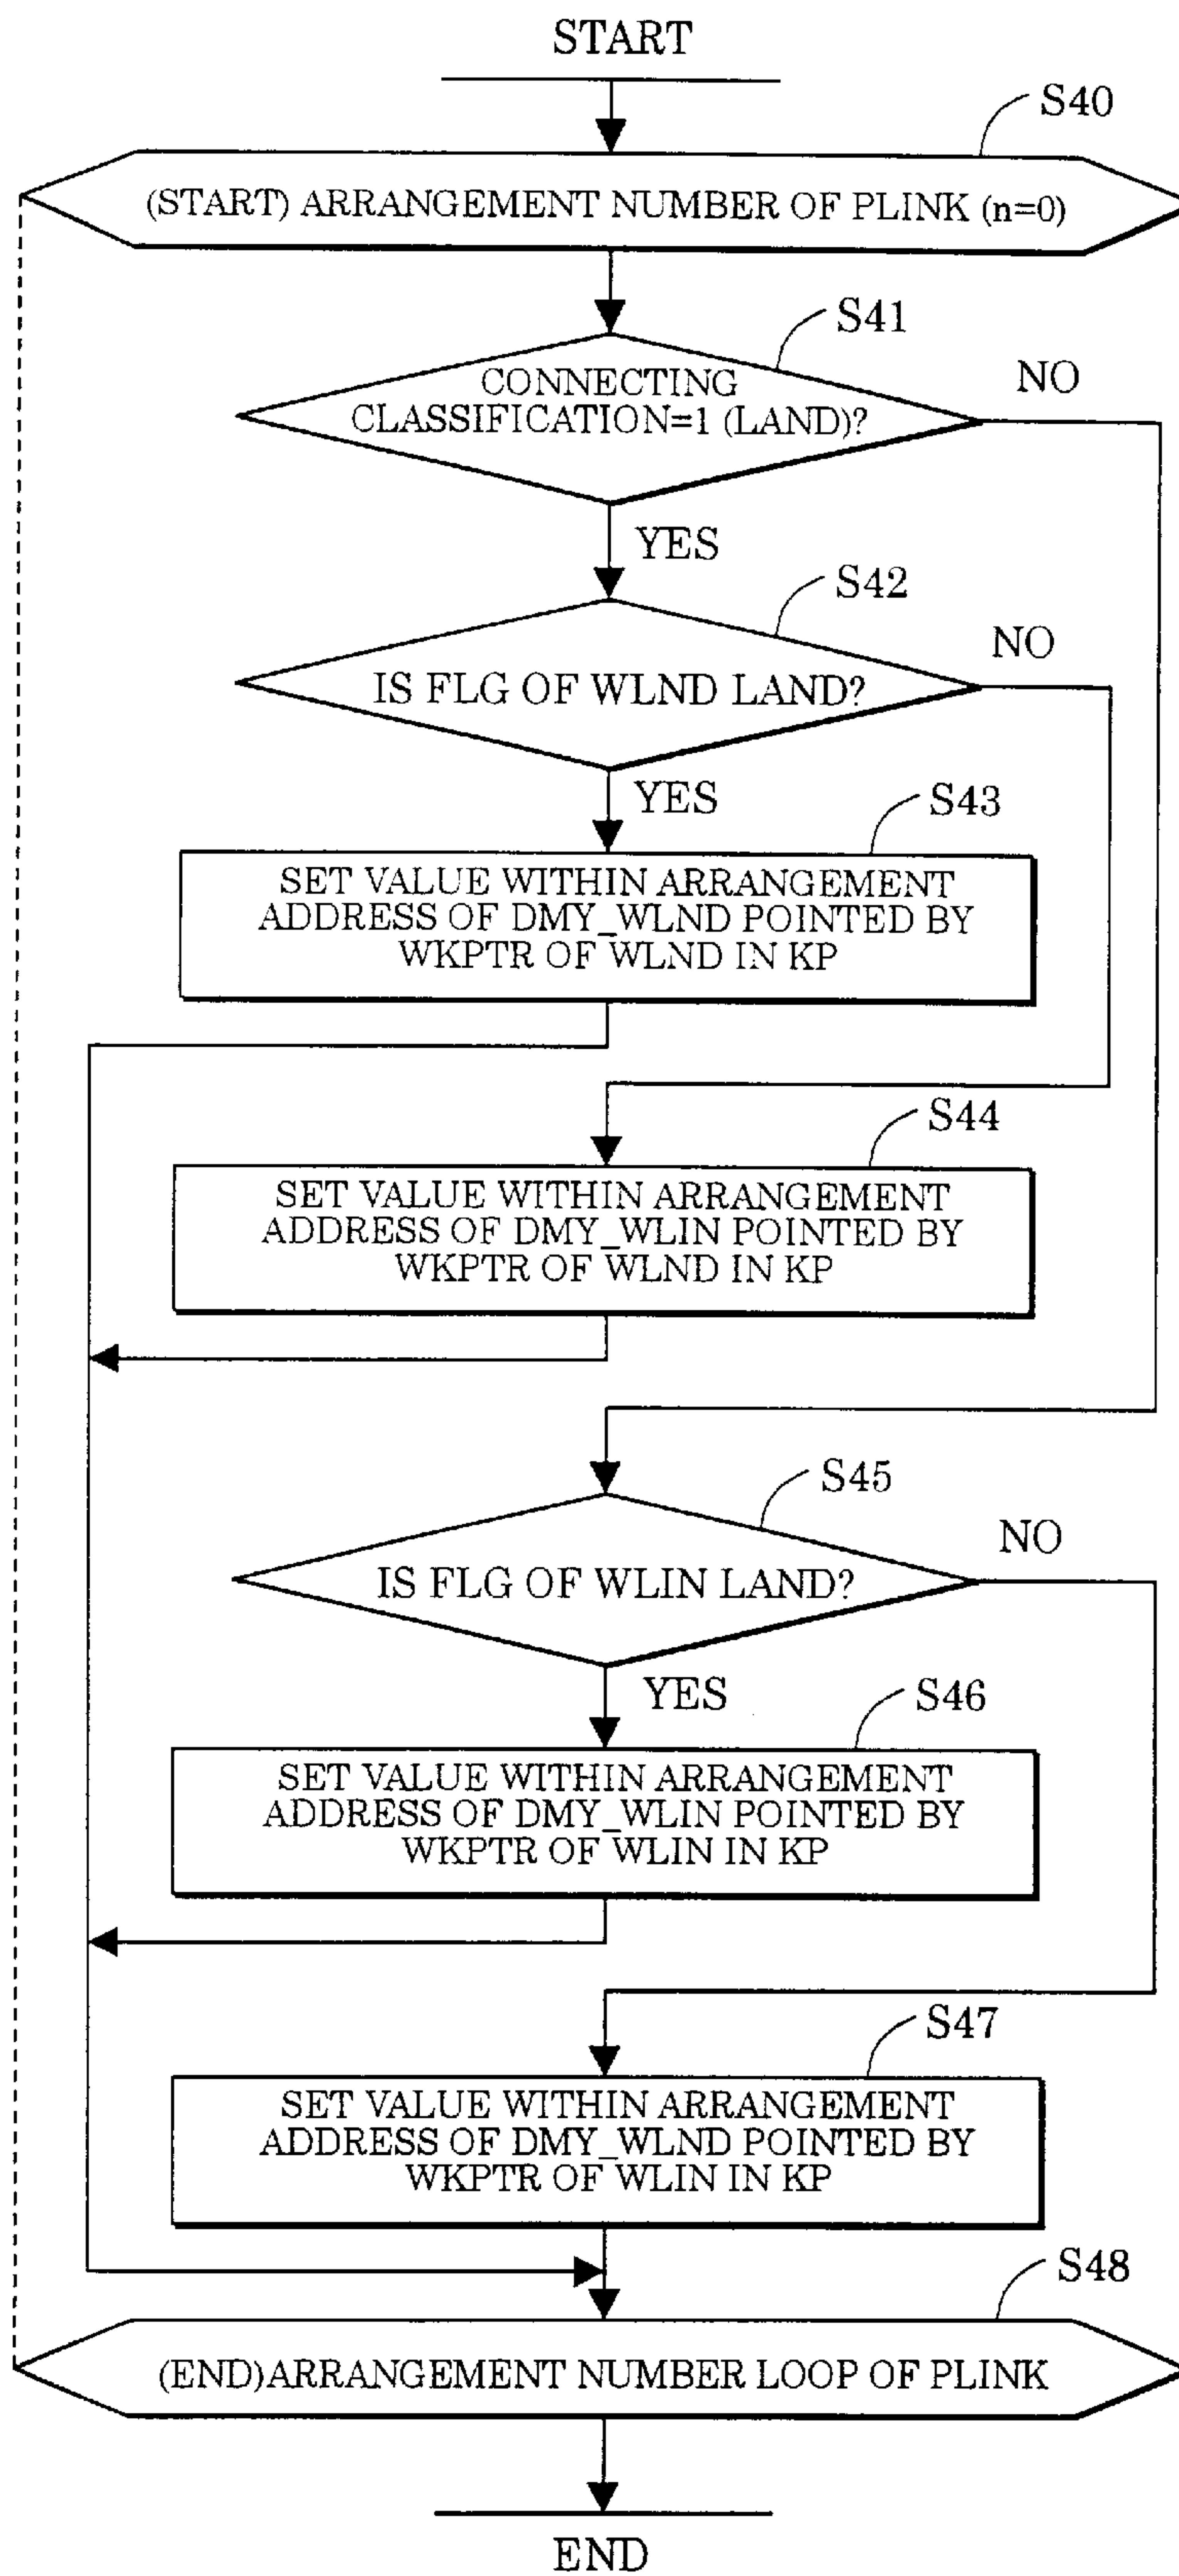 START
S40
(START) ARRANGEMENT NUMBER OF PLINK (n=0)
S41
CONNECTING
CLASSIFICATION=1 (LAND)?
NO
YES
S42
IS FLG OF WLND LAND?
NO
YES
S43
SET VALUE WITHIN ARRANGEMENT
ADDRESS OF DMY_WLND POINTED BY
WKPTR OF WLND IN KP
S44
SET VALUE WITHIN ARRANGEMENT
ADDRESS OF DMY_WLIN POINTED BY
WKPTR OF WLND IN KP
S45
IS FLG OF WLIN LAND?
NO
YES
S46
SET VALUE WITHIN ARRANGEMENT
ADDRESS OF DMY_WLIN POINTED BY
WKPTR OF WLIN IN KP
S47
SET VALUE WITHIN ARRANGEMENT
ADDRESS OF DMY_WLND POINTED BY
WKPTR OF WLIN IN KP
S48
(END)ARRANGEMENT NUMBER LOOP OF PLINK
END